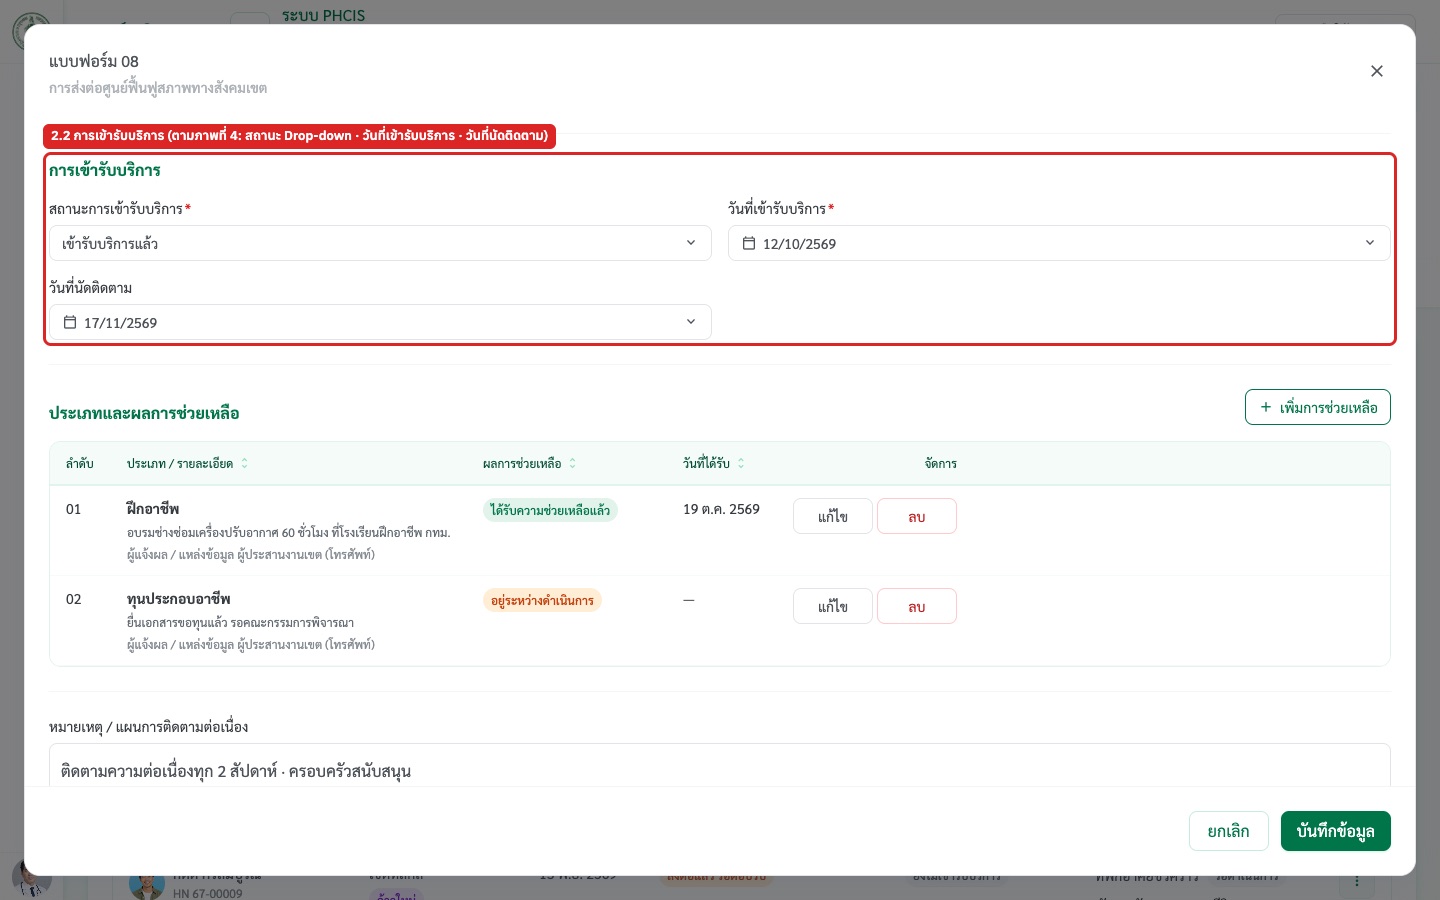 ระบบ PHCIS
แบบฟอร์ม 08
การส่งต่อศูนย์ฟื้นฟูสภาพทางสังคมเขต
2.2 การเข้ารับบริการ (ตามภาพที่ 4: สถานะ Drop-down · วันที่เข้ารับบริการ · วันที่นัดติดตาม)
การเข้ารับบริการ
สถานะการเข้ารับบริการ* วันที่เข้ารับบริการ*
เข้ารับบริการแล้ว 12/10/2569
วันที่นัดติดตาม
17/11/2569
ประเภทและผลการช่วยเหลือ + เพิ่มการช่วยเหลือ
ลำดับ ประเภท / รายละเอียด ผลการช่วยเหลือ วันที่ได้รับ จัดการ
01 ฝึกอาชีพ ได้รับความช่วยเหลือแล้ว 19 ต.ค. 2569 แก้ไข ลบ
อบรมช่างซ่อมเครื่องปรับอากาศ 60 ชั่วโมง ที่โรงเรียนฝึกอาชีพ กทม.
ผู้แจ้งผล / แหล่งข้อมูล ผู้ประสานงานเขต (โทรศัพท์)
02 ทุนประกอบอาชีพ อยู่ระหว่างดำเนินการ — แก้ไข ลบ
ยื่นเอกสารขอทุนแล้ว รอคณะกรรมการพิจารณา
ผู้แจ้งผล / แหล่งข้อมูล ผู้ประสานงานเขต (โทรศัพท์)
หมายเหตุ / แผนการติดตามต่อเนื่อง
ติดตามความต่อเนื่องทุก 2 สัปดาห์ · ครอบครัวสนับสนุน
ยกเลิก บันทึกข้อมูล
HN 67-00009